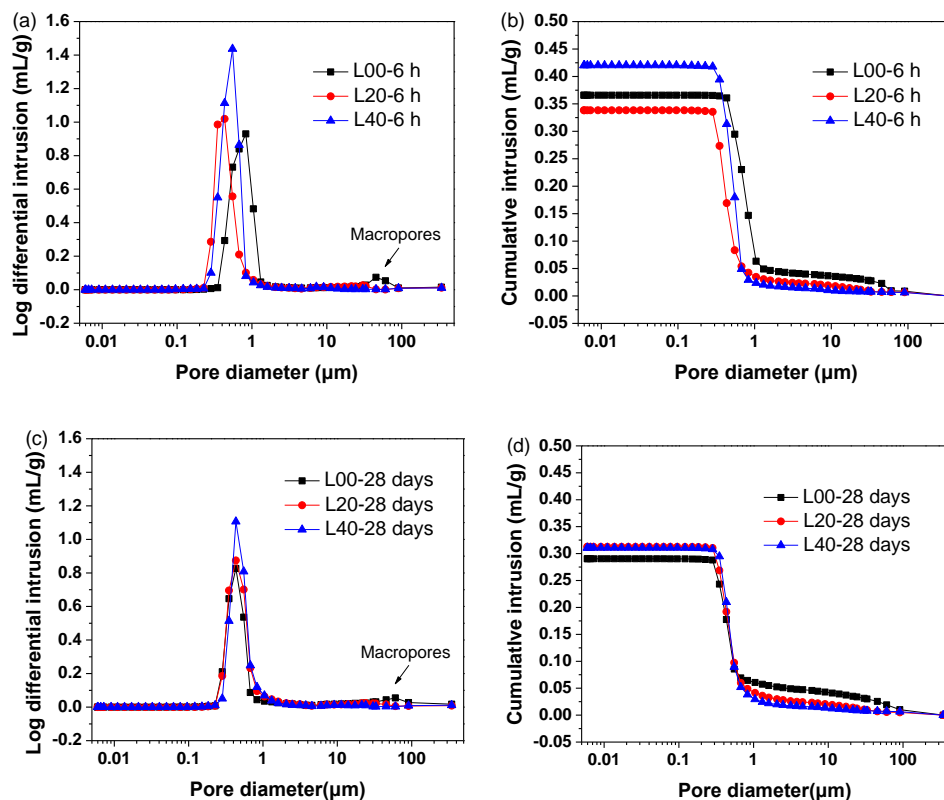 (a)
1.6
1.4
1.2
1.0
0.8
0.6
0.4
0.2
0.0
-0.2
Log differential intrusion (mL/g)
L00-6 h
L20-6 h
L40-6 h
Macropores
0.01 0.1 1 10 100
Pore diameter (µm)
(b)
0.50
0.45
0.40
0.35
0.30
0.25
0.20
0.15
0.10
0.05
0.00
-0.05
Cumulative intrusion (mL/g)
L00-6 h
L20-6 h
L40-6 h
0.01 0.1 1 10 100
Pore diameter (µm)
(c)
1.6
1.4
1.2
1.0
0.8
0.6
0.4
0.2
0.0
-0.2
Log differential intrusion (mL/g)
L00-28 days
L20-28 days
L40-28 days
Macropores
0.01 0.1 1 10 100
Pore diameter(µm)
(d)
0.50
0.45
0.40
0.35
0.30
0.25
0.20
0.15
0.10
0.05
0.00
-0.05
Cumulative intrusion (mL/g)
L00-28 days
L20-28 days
L40-28 days
0.01 0.1 1 10 100
Pore diameter(µm)